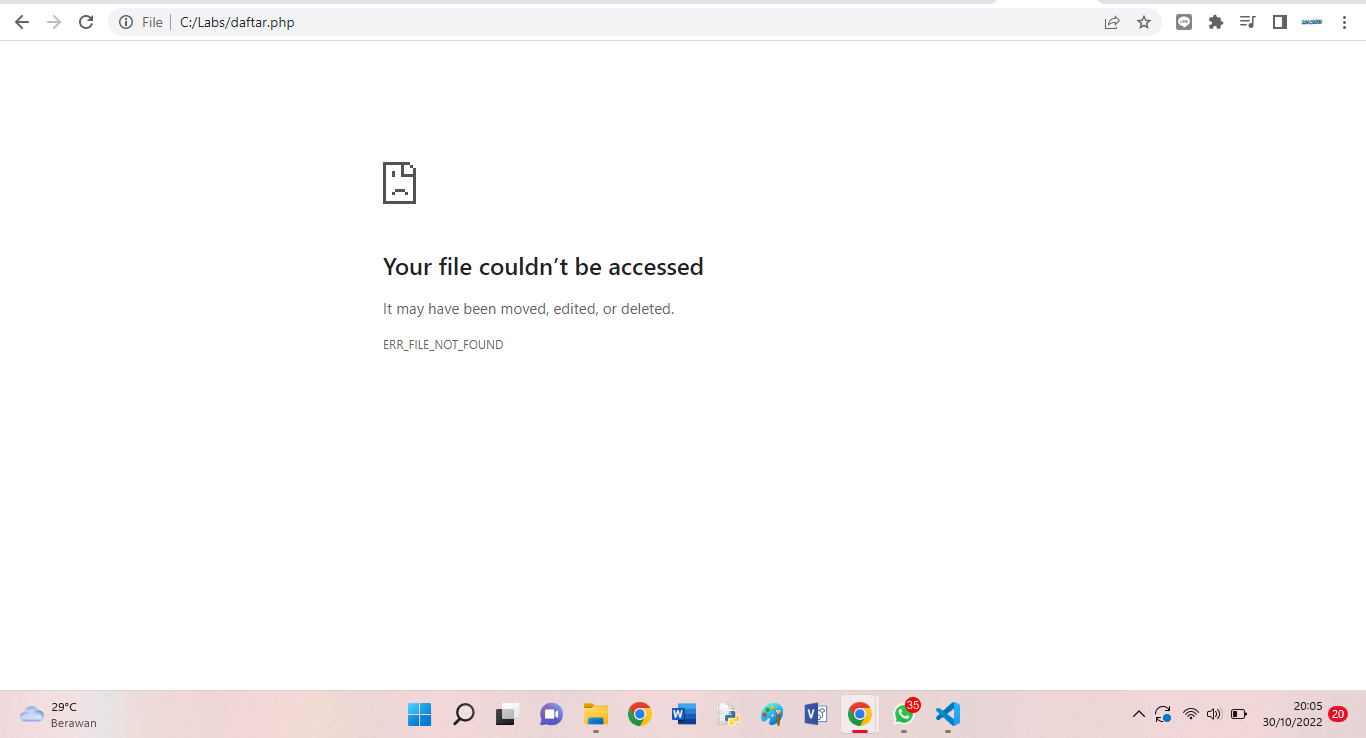 File C:/Labs/daftar.php
Your file couldn’t be accessed
It may have been moved, edited, or deleted.
ERR_FILE_NOT_FOUND
29°C
Berawan
35
20:05
30/10/2022
20